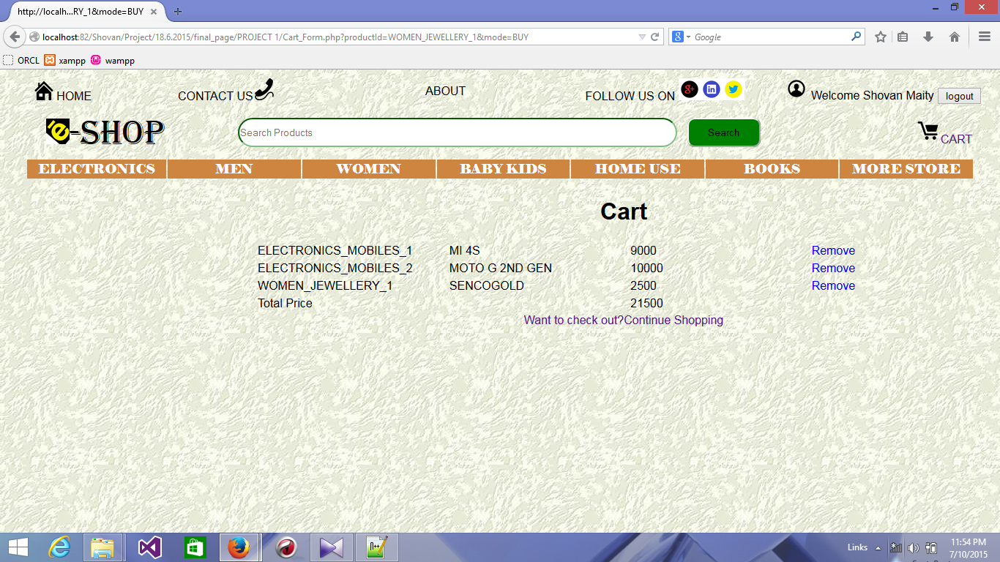 http://localh...RY_1&mode=BUY
localhost:82/Shovan/Project/18.6.2015/final_page/PROJECT 1/Cart_Form.php?productId=WOMEN_JEWELLERY_1&mode=BUY
8 Google
ORCL xampp wampp
HOME CONTACT US ABOUT FOLLOW US ON g+ in Welcome Shovan Maity logout
e-SHOP Search Products Search CART
ELECTRONICS MEN WOMEN BABY KIDS HOME USE BOOKS MORE STORE
Cart
ELECTRONICS_MOBILES_1 MI 4S 9000 Remove
ELECTRONICS_MOBILES_2 MOTO G 2ND GEN 10000 Remove
WOMEN_JEWELLERY_1 SENCOGOLD 2500 Remove
Total Price 21500
Want to check out?Continue Shopping
Links 11:54 PM
7/10/2015